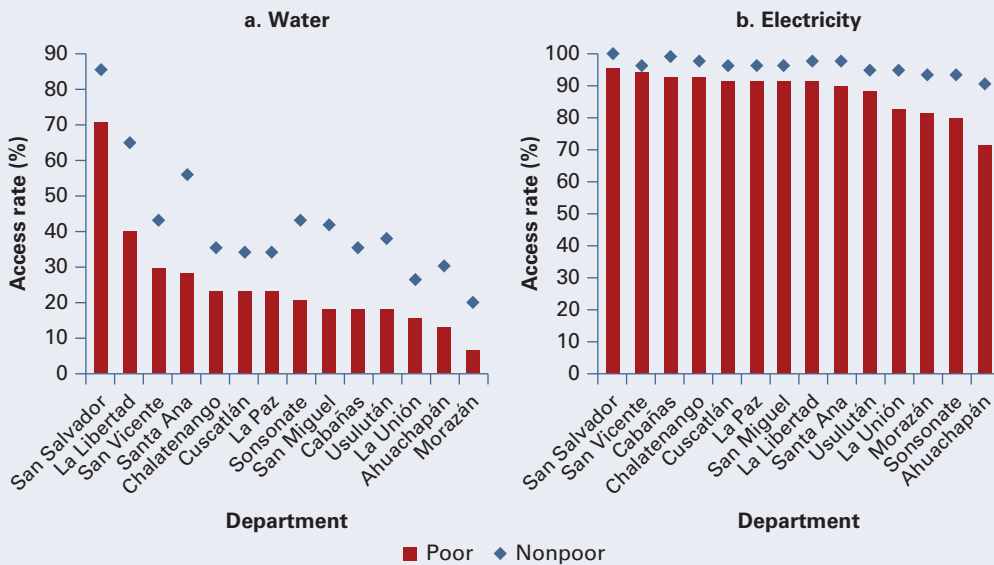 a. Water
Access rate (%)
90
80
70
60
50
40
30
20
10
0
San Salvador
La Libertad
San Vicente
Santa Ana
Chalatenango
Cuscatlán
La Paz
Sonsonate
San Miguel
Cabañas
Usulután
La Unión
Ahuachapán
Morazán
Department
b. Electricity
Access rate (%)
100
90
80
70
60
50
40
30
20
10
0
San Salvador
San Vicente
Cabañas
Chalatenango
Cuscatlán
La Paz
San Miguel
La Libertad
Santa Ana
Usulután
La Unión
Morazán
Sonsonate
Ahuachapán
Department
Poor Nonpoor